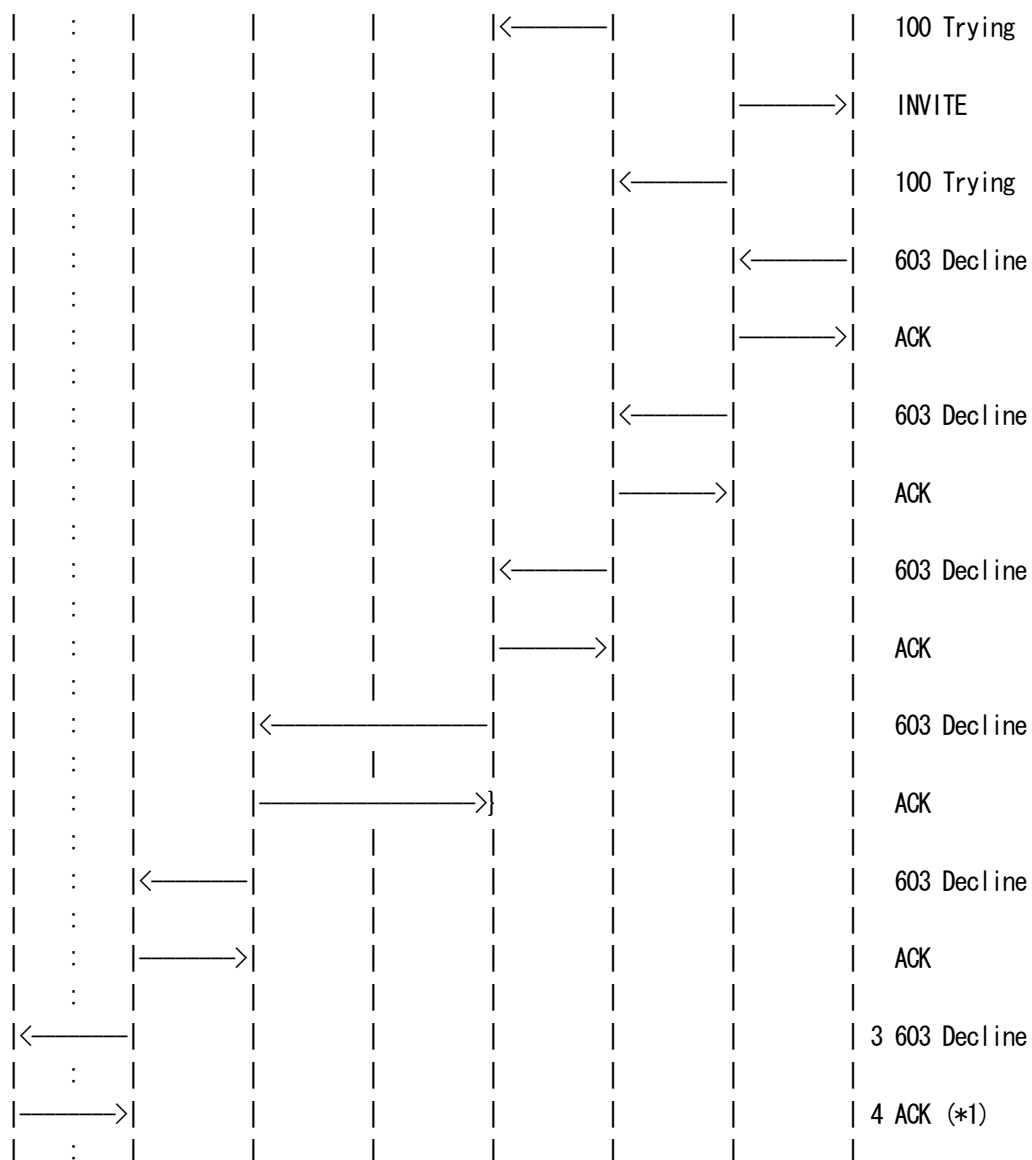 |    :    |         |         |         |<--------|         |         |  100 Trying
|    :    |         |         |         |         |         |         |
|    :    |         |         |         |         |         |-------->|  INVITE
|    :    |         |         |         |         |         |         |
|    :    |         |         |         |         |<--------|         |  100 Trying
|    :    |         |         |         |         |         |         |
|    :    |         |         |         |         |         |<--------|  603 Decline
|    :    |         |         |         |         |         |         |
|    :    |         |         |         |         |         |-------->|  ACK
|    :    |         |         |         |         |         |         |
|    :    |         |         |         |         |<--------|         |  603 Decline
|    :    |         |         |         |         |         |         |
|    :    |         |         |         |         |-------->|         |  ACK
|    :    |         |         |         |         |         |         |
|    :    |         |         |         |<--------|         |         |  603 Decline
|    :    |         |         |         |         |         |         |
|    :    |         |         |         |-------->|         |         |  ACK
|    :    |         |         |         |         |         |         |
|    :    |         |<------------------|         |         |         |  603 Decline
|    :    |         |         |         |         |         |         |
|    :    |         |------------------>}         |         |         |  ACK
|    :    |         |         |         |         |         |         |
|    :    |<--------|         |         |         |         |         |  603 Decline
|    :    |         |         |         |         |         |         |
|    :    |-------->|         |         |         |         |         |  ACK
|    :    |         |         |         |         |         |         |
|<--------|         |         |         |         |         |         | 3 603 Decline
|    :    |         |         |         |         |         |         |
|-------->|         |         |         |         |         |         | 4 ACK (*1)
|    :    |         |         |         |         |         |         |